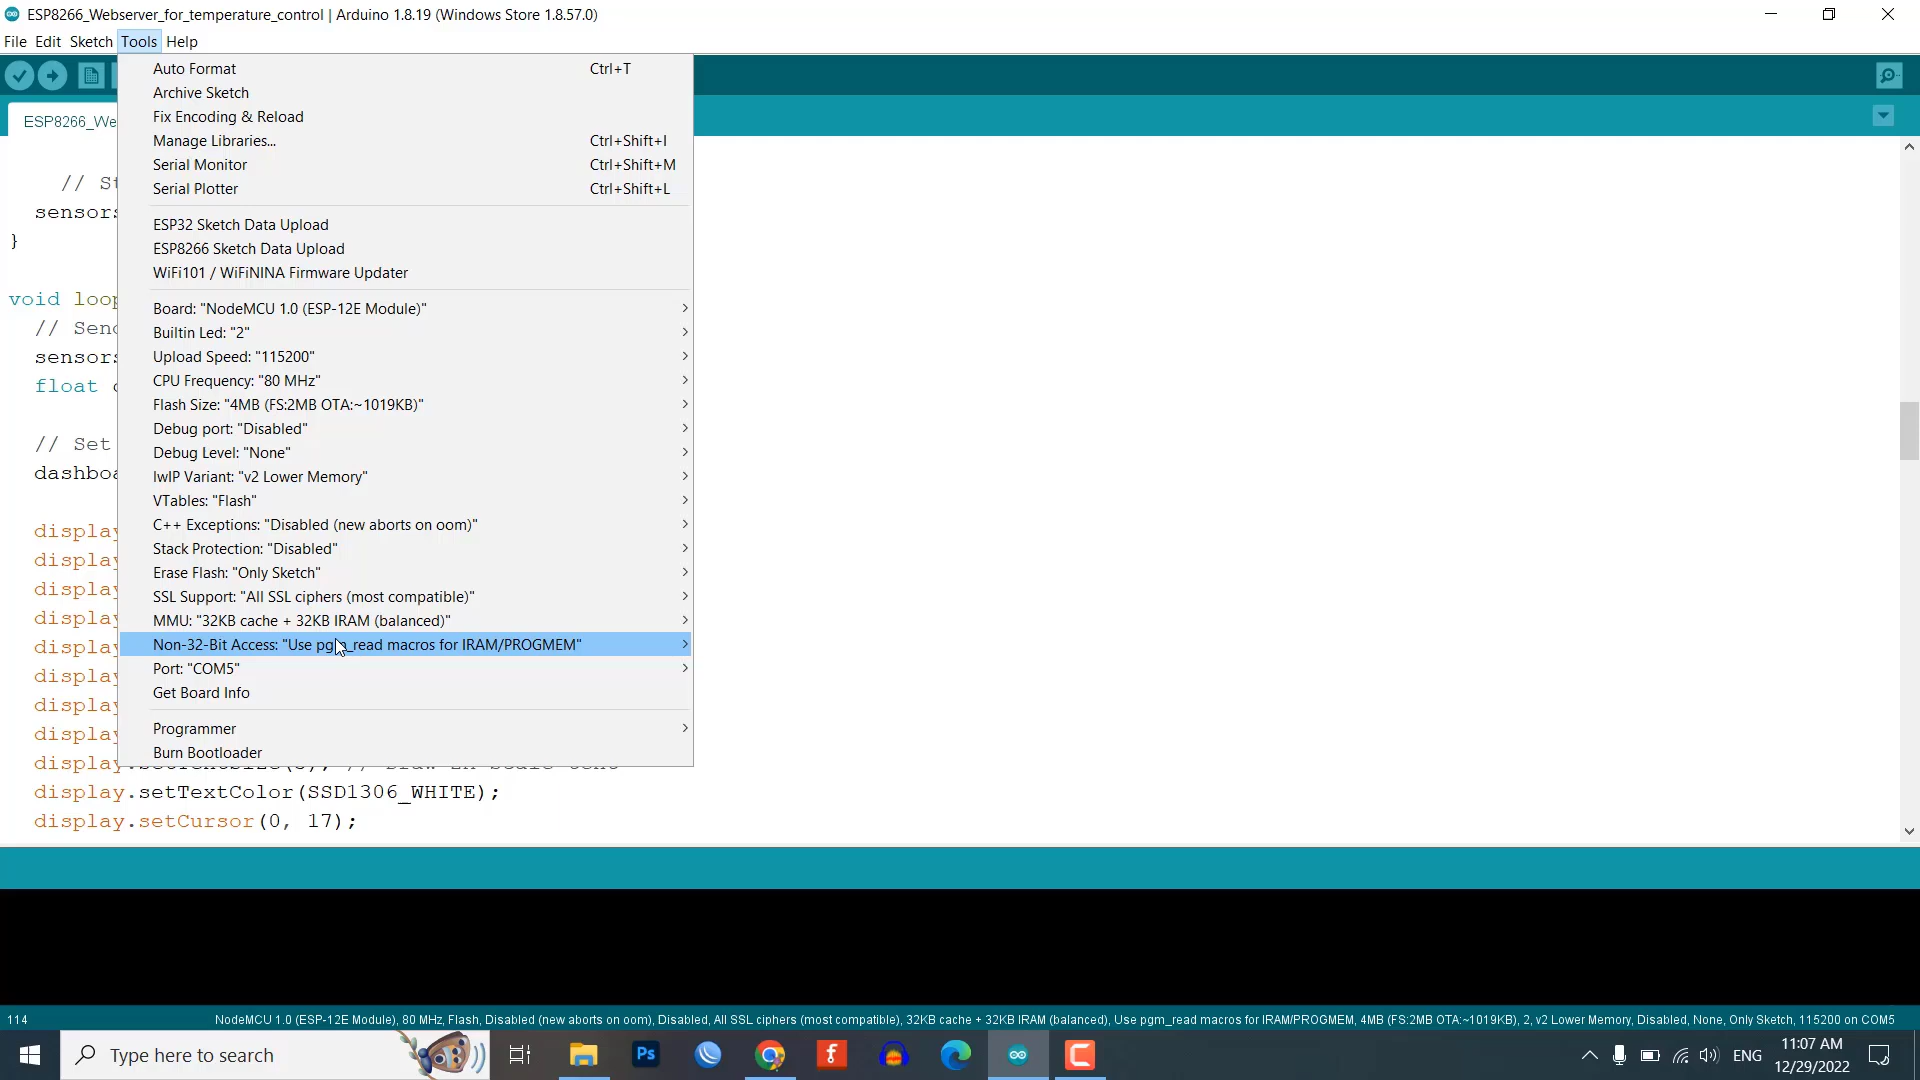 ESP8266_Webserver_for_temperature_control | Arduino 1.8.19 (Windows Store 1.8.57.0)
File Edit Sketch Tools Help
Auto Format Ctrl+T
Archive Sketch
Fix Encoding & Reload
Manage Libraries... Ctrl+Shift+I
Serial Monitor Ctrl+Shift+M
Serial Plotter Ctrl+Shift+L
ESP32 Sketch Data Upload
ESP8266 Sketch Data Upload
WiFi101 / WiFiNINA Firmware Updater
Board: "NodeMCU 1.0 (ESP-12E Module)"
Builtin Led: "2"
Upload Speed: "115200"
CPU Frequency: "80 MHz"
Flash Size: "4MB (FS:2MB OTA:~1019KB)"
Debug port: "Disabled"
Debug Level: "None"
lwIP Variant: "v2 Lower Memory"
VTables: "Flash"
C++ Exceptions: "Disabled (new aborts on oom)"
Stack Protection: "Disabled"
Erase Flash: "Only Sketch"
SSL Support: "All SSL ciphers (most compatible)"
MMU: "32KB cache + 32KB IRAM (balanced)"
Non-32-Bit Access: "Use pgm_read macros for IRAM/PROGMEM"
Port: "COM5"
Get Board Info
Programmer
Burn Bootloader
ESP8266_We
// St
sensors
}
void loop
// Send
sensors
float
// Set
dashboa
display
display
display
display
display
display
display
display
display
display.setTextColor(SSD1306_WHITE);
display.setCursor(0, 17);
114 NodeMCU 1.0 (ESP-12E Module), 80 MHz, Flash, Disabled (new aborts on oom), Disabled, All SSL ciphers (most compatible), 32KB cache + 32KB IRAM (balanced), Use pgm_read macros for IRAM/PROGMEM, 4MB (FS:2MB OTA:~1019KB), 2, v2 Lower Memory, Disabled, None, Only Sketch, 115200 on COM5
Type here to search
Ps
ENG
11:07 AM
12/29/2022